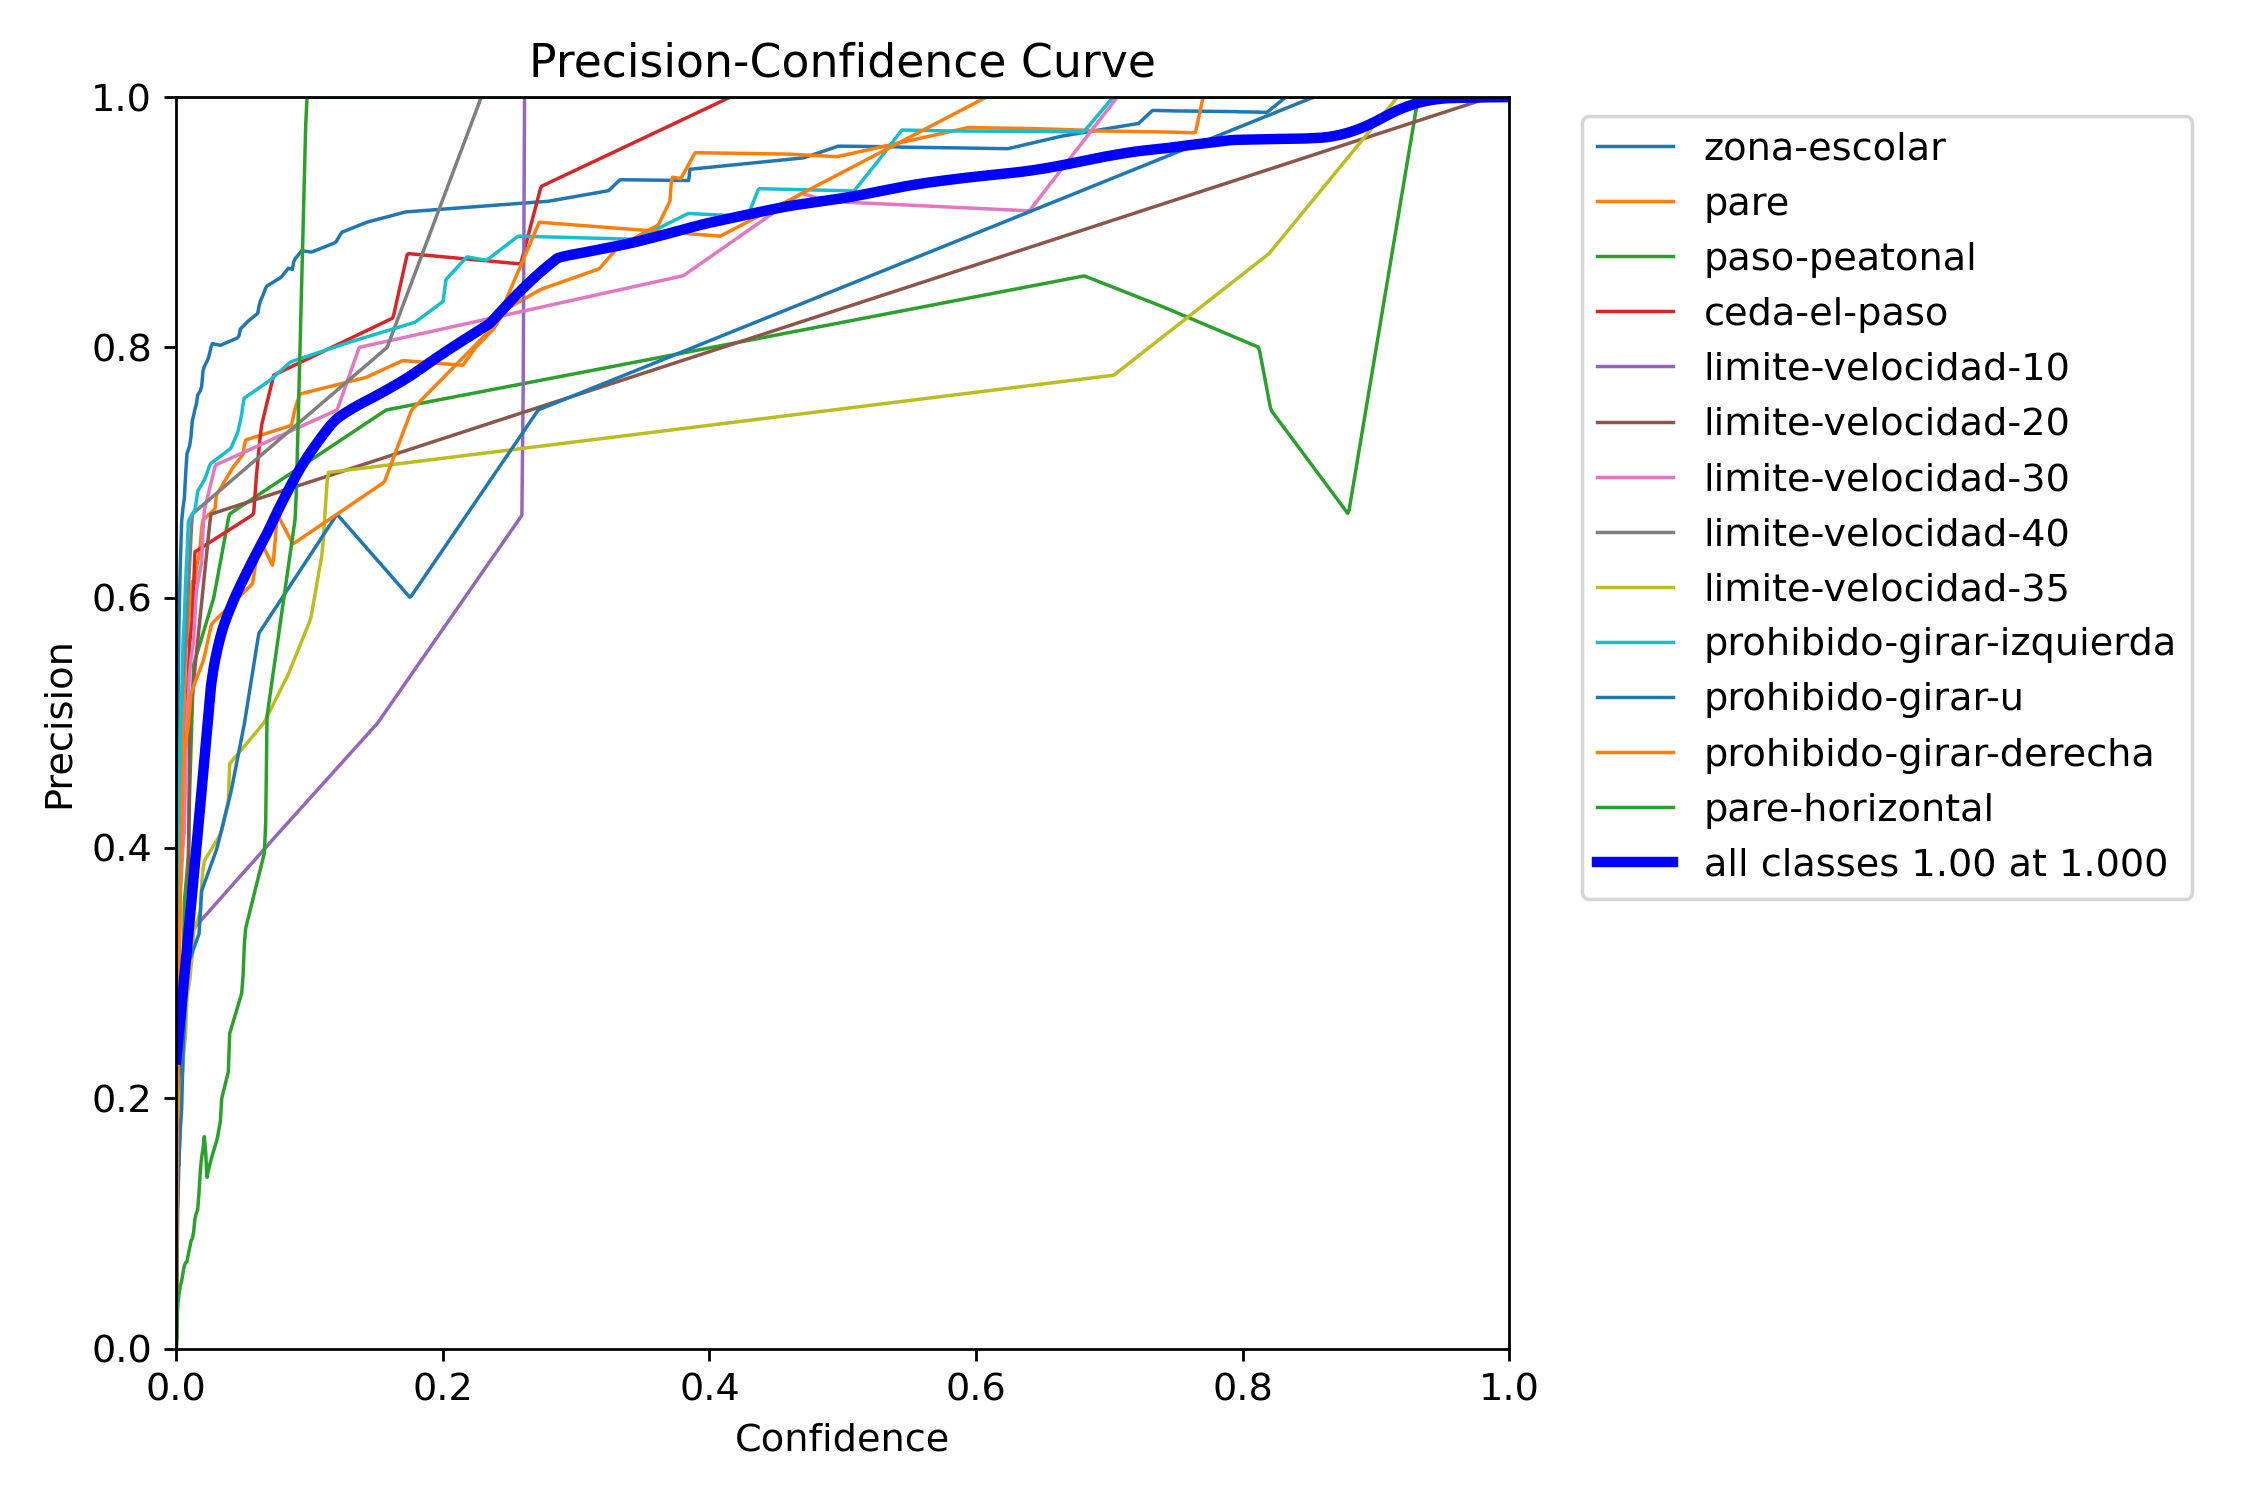 Precision-Confidence Curve
1.0
0.8
0.6
0.4
0.2
0.0
Precision
0.0 0.2 0.4 0.6 0.8 1.0
Confidence
zona-escolar
pare
paso-peatonal
ceda-el-paso
limite-velocidad-10
limite-velocidad-20
limite-velocidad-30
limite-velocidad-40
limite-velocidad-35
prohibido-girar-izquierda
prohibido-girar-u
prohibido-girar-derecha
pare-horizontal
all classes 1.00 at 1.000